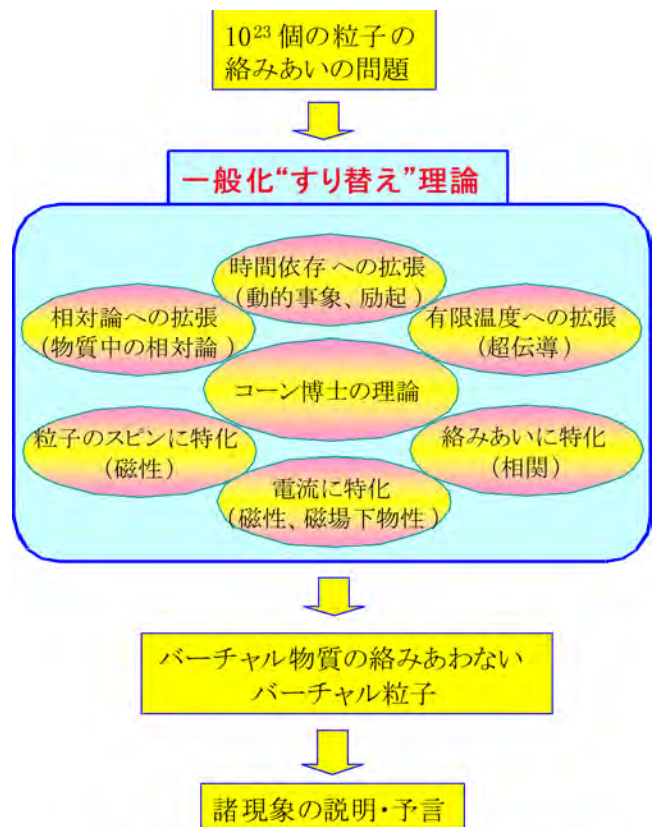 10²³ 個の粒子の
絡みあいの問題
一般化“すり替え”理論
時間依存 への拡張
(動的事象、励起 )
相対論への拡張
(物質中の相対論 )
有限温度への拡張
(超伝導 )
コーン博士の理論
粒子のスピンに特化
(磁性 )
絡みあいに特化
(相関 )
電流に特化
(磁性、磁場下物性 )
バーチャル物質の絡みあわない
バーチャル粒子
諸現象の説明・予言